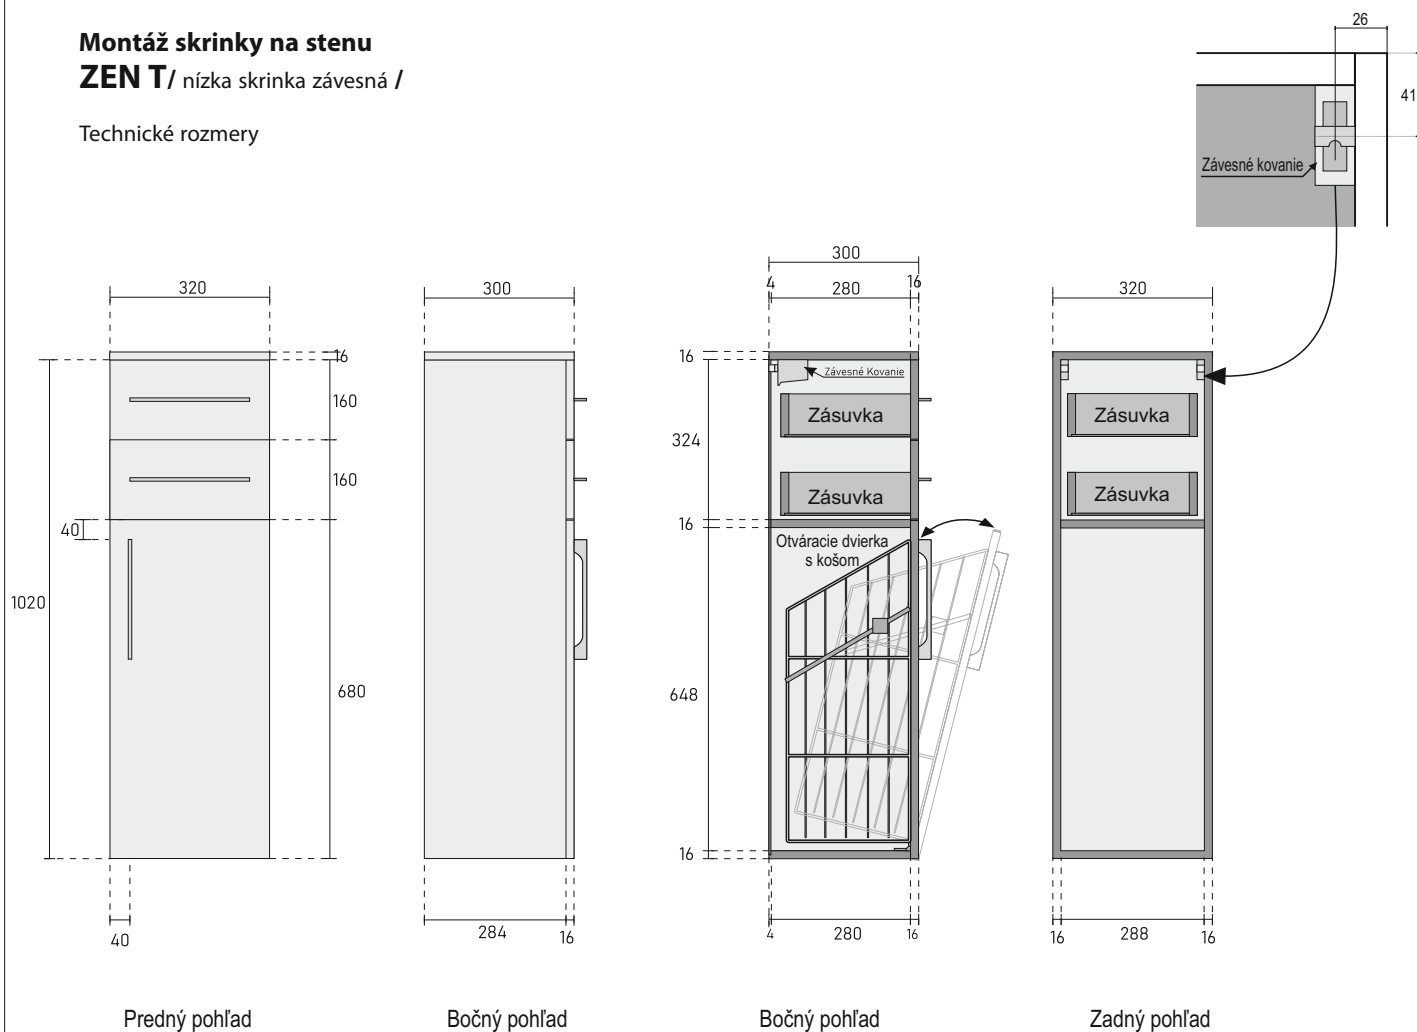 Montáž skrinky na stenu
ZEN T/ nízka skrinka závesná /
Technické rozmery
26
41
Závesné kovanie
320
16
160
160
40
1020
680
40
Predný pohľad
300
284 16
Bočný pohľad
300
4 280 16
16
Závesné Kovanie
Zásuvka
324
Zásuvka
16
Otváracie dvierka
s košom
648
16
4 280 16
Bočný pohľad
320
Zásuvka
Zásuvka
16 288 16
Zadný pohľad